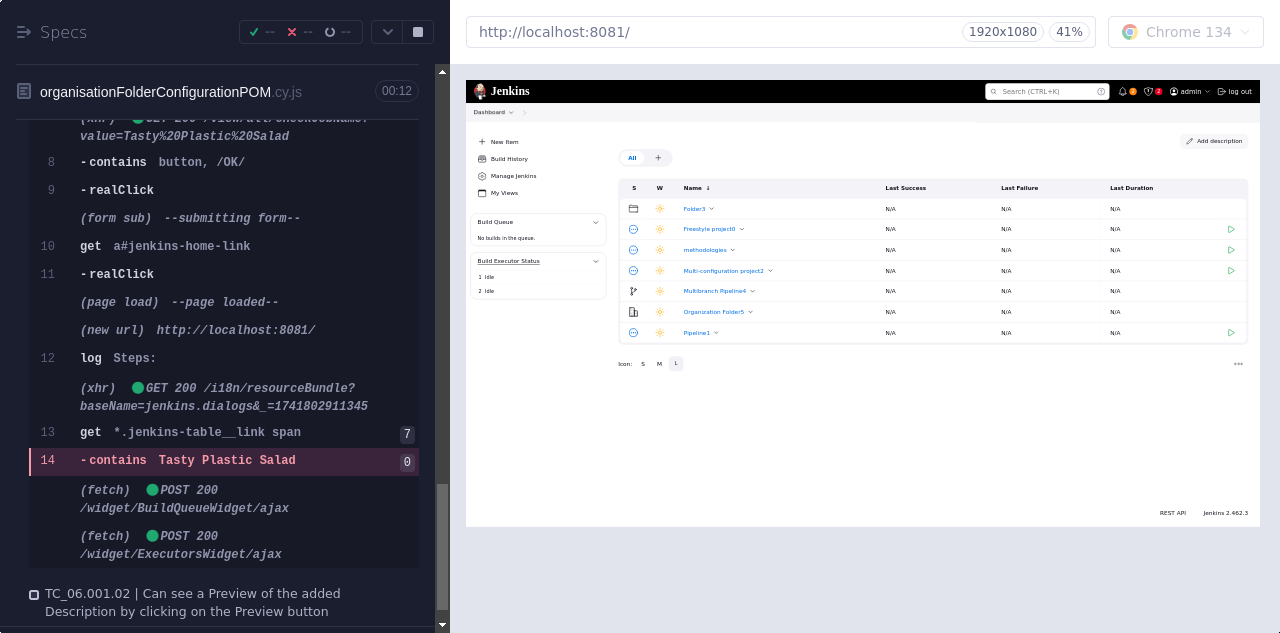 Specs
-- -- --
organisationFolderConfigurationPOM.cy.js 00:12
value=Tasty%20Plastic%20Salad
8 -contains button, /OK/
9 -realClick
(form sub) --submitting form--
10 get a#jenkins-home-link
11 -realClick
(page load) --page loaded--
(new url) http://localhost:8081/
12 log Steps:
(xhr) GET 200 /i18n/resourceBundle?
baseName=jenkins.dialogs&_=1741802911345
13 get *.jenkins-table__link span 7
14 -contains Tasty Plastic Salad 0
(fetch) POST 200
/widget/BuildQueueWidget/ajax
(fetch) POST 200
/widget/ExecutorsWidget/ajax
TC_06.001.02 | Can see a Preview of the added
Description by clicking on the Preview button
http://localhost:8081/ 1920x1080 41% Chrome 134
Jenkins Search (CTRL+K) admin log out
Dashboard
New Item
Build History
Manage Jenkins
My Views
Build Queue
No builds in the queue.
Build Executor Status
1 Idle
2 Idle
Add description
All +
S W Name ↓ Last Success Last Failure Last Duration
Folder3 N/A N/A N/A
Freestyle project0 N/A N/A N/A
methodologies N/A N/A N/A
Multi-configuration project2 N/A N/A N/A
Multibranch Pipeline4 N/A N/A N/A
Organization Folder5 N/A N/A N/A
Pipeline1 N/A N/A N/A
Icon: S M L
REST API Jenkins 2.462.3